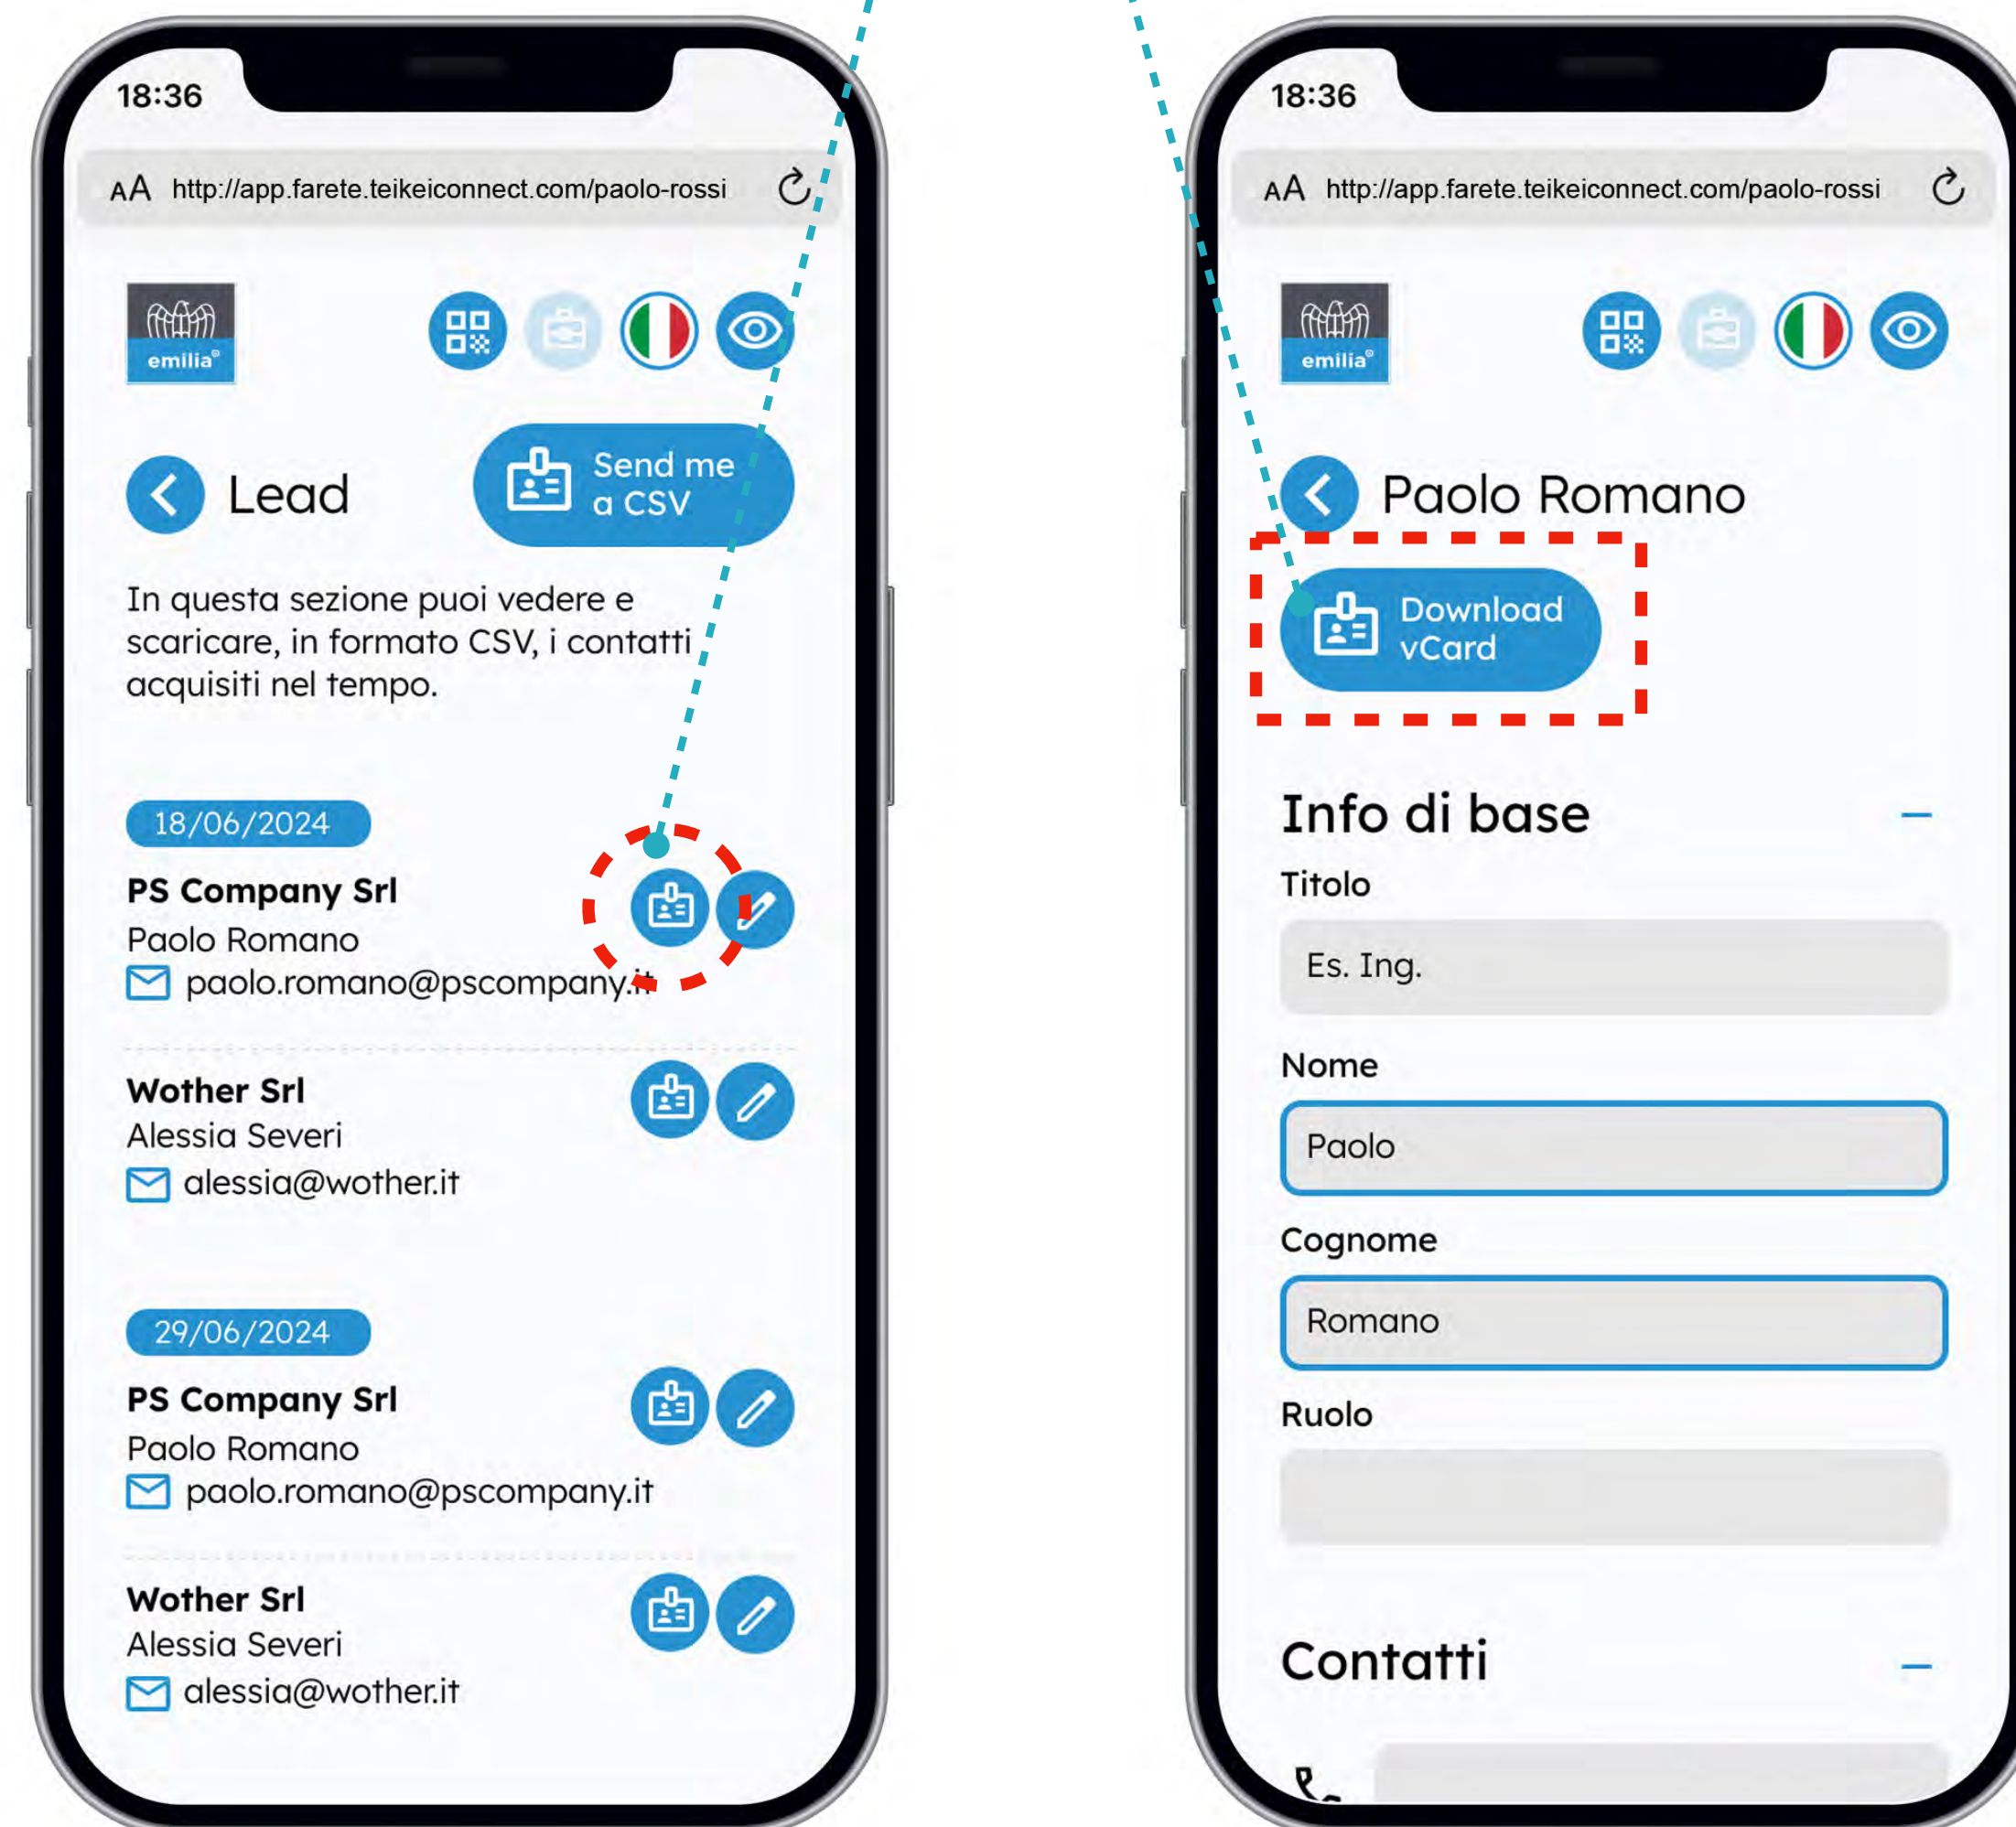 18:36
AA http://app.farete.teikeiconnect.com/paolo-rossi
emilia®
Lead
Send me
a CSV
In questa sezione puoi vedere e
scaricare, in formato CSV, i contatti
acquisiti nel tempo.
18/06/2024
PS Company Srl
Paolo Romano
paolo.romano@pscompany.it
Wother Srl
Alessia Severi
alessia@wother.it
29/06/2024
PS Company Srl
Paolo Romano
paolo.romano@pscompany.it
Wother Srl
Alessia Severi
alessia@wother.it
18:36
AA http://app.farete.teikeiconnect.com/paolo-rossi
emilia®
Paolo Romano
Download
vCard
Info di base
Titolo
Es. Ing.
Nome
Paolo
Cognome
Romano
Ruolo
Contatti